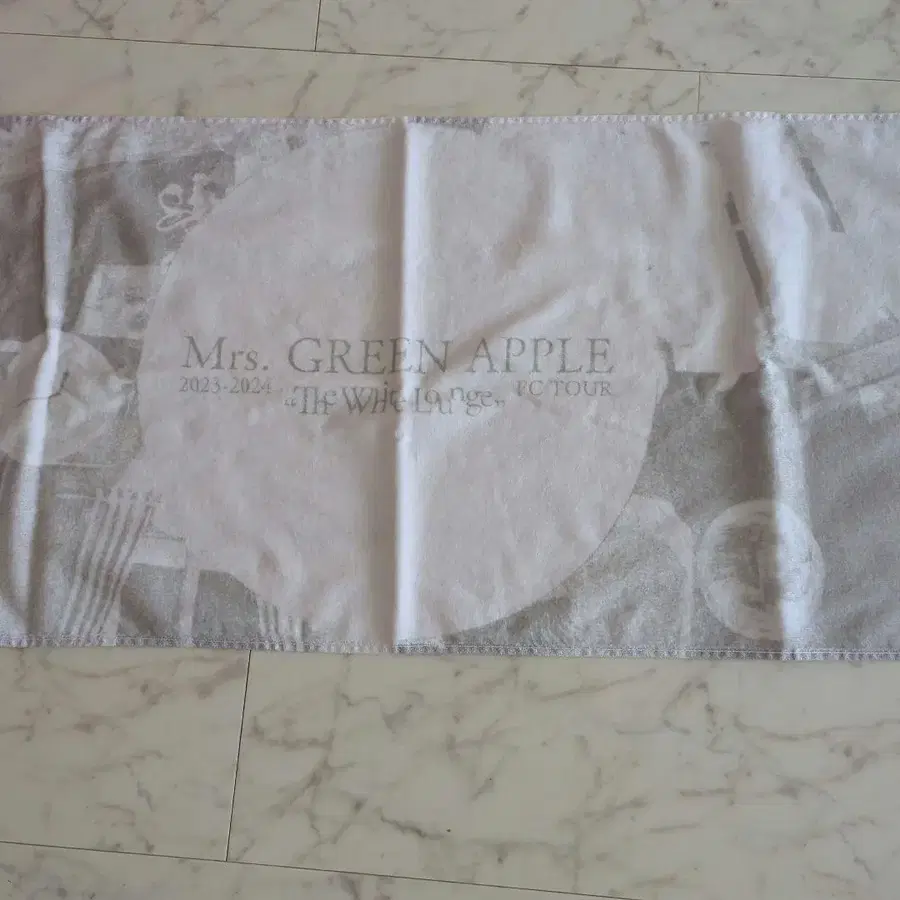 Mrs. GREEN APPLE
2023-2024 “The White Lounge„ FC TOUR